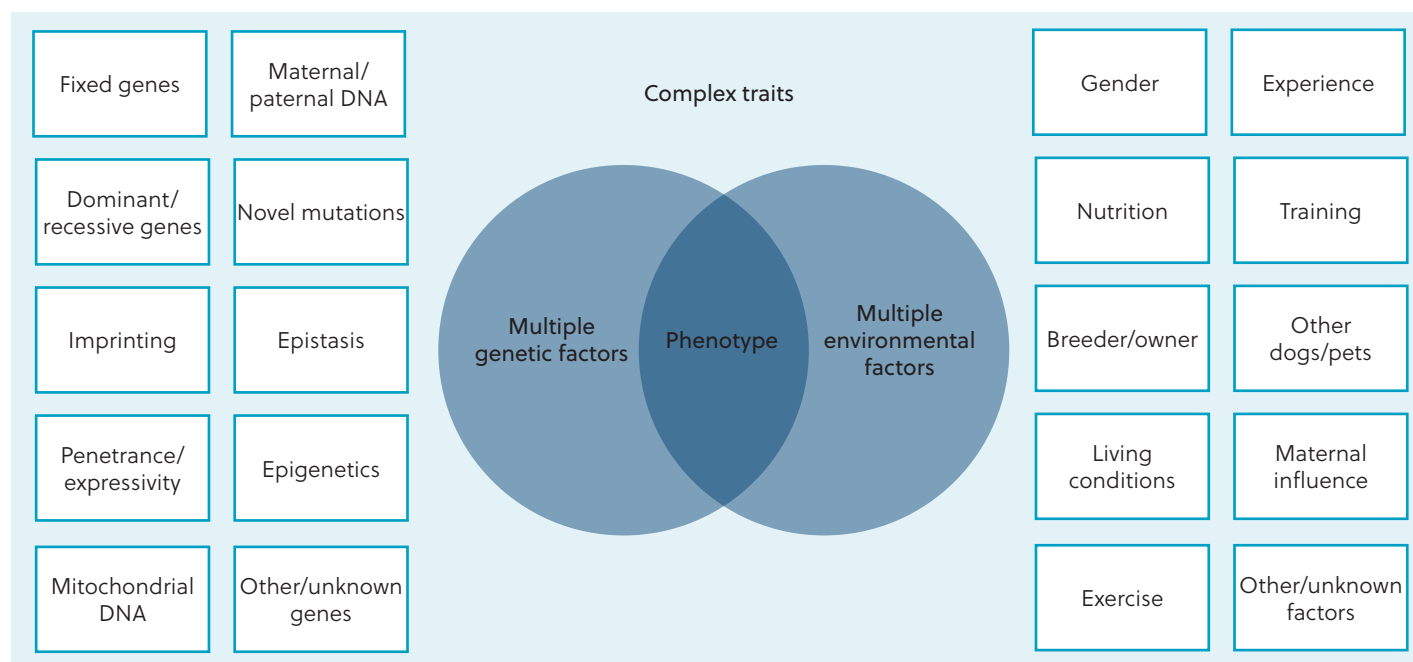 Fixed genes
Maternal/
paternal DNA
Dominant/
recessive genes
Novel mutations
Imprinting
Epistasis
Penetrance/
expressivity
Epigenetics
Mitochondrial
DNA
Other/unknown
genes
Complex traits
Multiple
genetic factors
Phenotype
Multiple
environmental
factors
Gender
Experience
Nutrition
Training
Breeder/owner
Other
dogs/pets
Living
conditions
Maternal
influence
Exercise
Other/unknown
factors